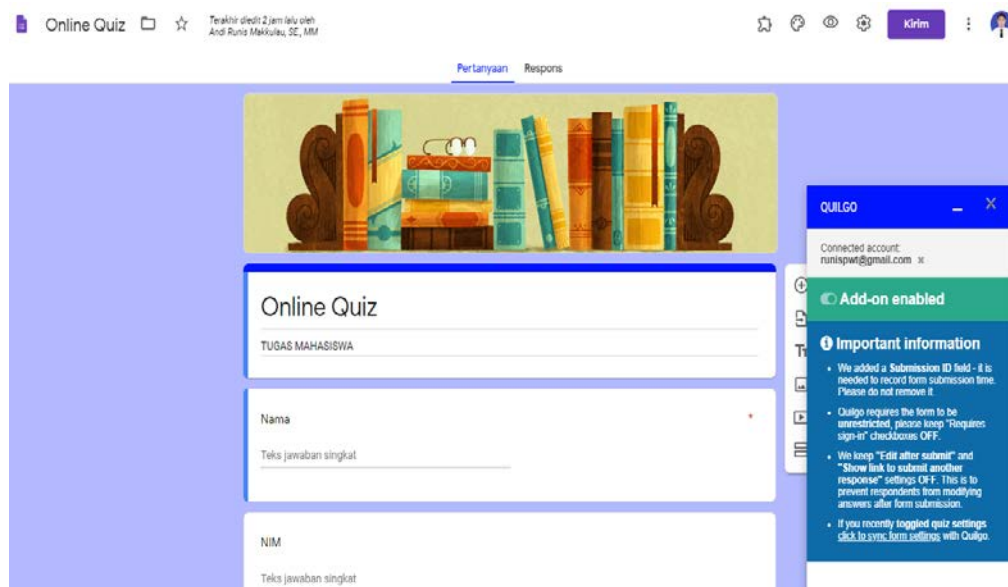 Online Quiz
Terakhir diedit 2 jam lalu oleh
Andi Runis Makkulau, SE., MM
Kirim
Pertanyaan Respons
Online Quiz
TUGAS MAHASISWA
Nama *
Teks jawaban singkat
NIM
Teks jawaban singkat
Tт
QUILGO
Connected account:
runispwt@gmail.com ×
Add-on enabled
Important information
• We added a Submission ID field - it is
needed to record form submission time.
Please do not remove it.
• Quilgo requires the form to be
unrestricted, please keep "Requires
sign-in" checkboxes OFF.
• We keep "Edit after submit" and
"Show link to submit another
response" settings OFF. This is to
prevent respondents from modifying
answers after form submission.
• If you recently toggled quiz settings
click to sync form settings with Quilgo.